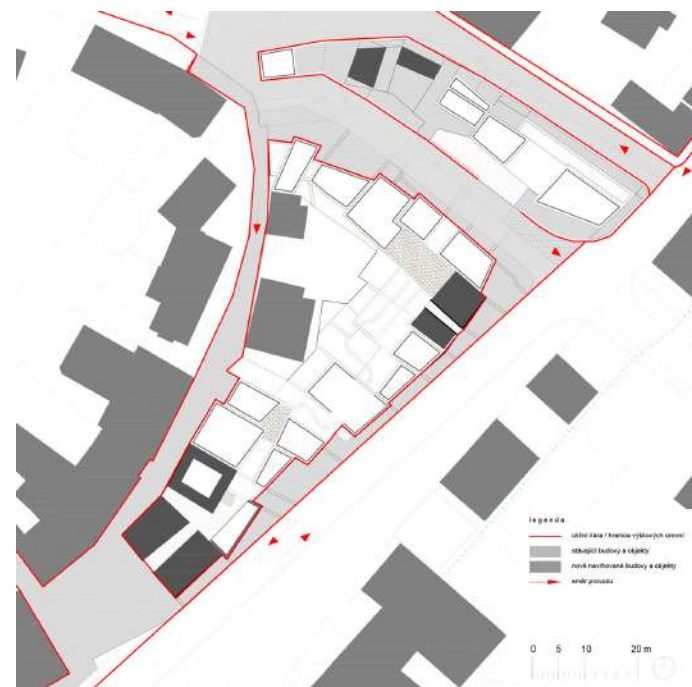 legenda
uliční čára / hranice výškových úrovní
stávající budovy a objekty
nově navrhované budovy a objekty
směr provozu
0 5 10 20 m